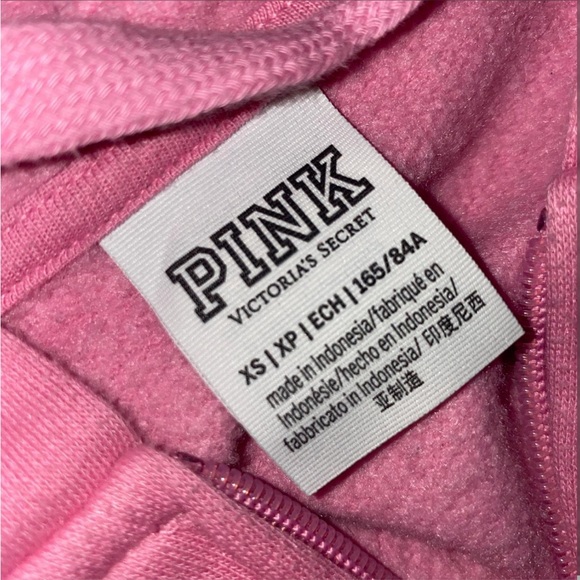 PINK
VICTORIA'S SECRET
XS | XP | ECH | 165/84A
made in Indonesia/fabriqué en
Indonésie/hecho en Indonesia/
fabbricato in Indonesia/ 印度尼西
亚制造